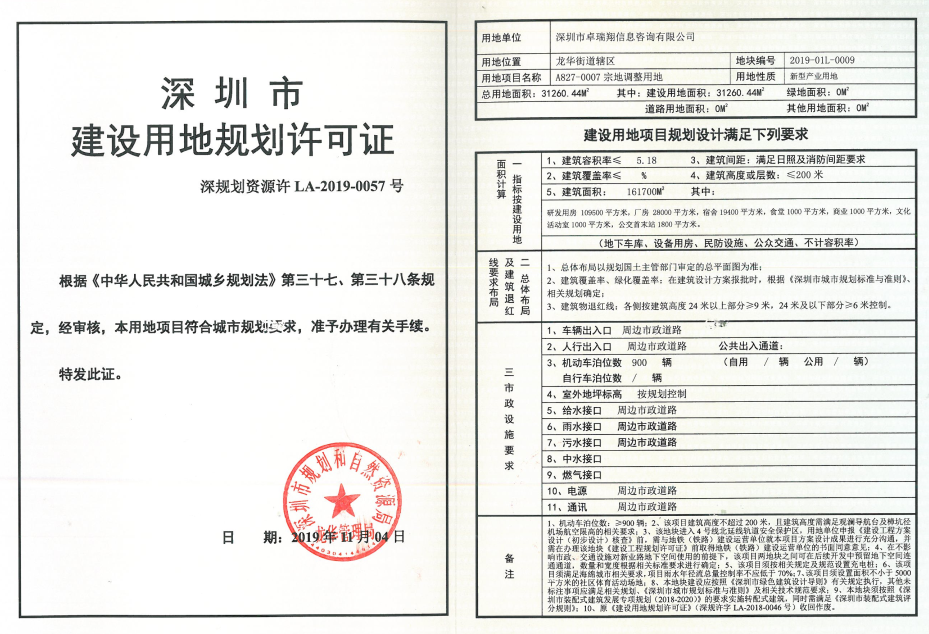 深圳市
建设用地规划许可证
深规划资源许 LA-2019-0057 号
根据《中华人民共和国城乡规划法》第三十七、第三十八条规
定，经审核，本用地项目符合城市规划要求，准予办理有关手续。
特发此证。
深圳市规划和自然资源局
龙华管理局
日　期：2019 年 11 月 04 日
用地单位 深圳市卓瑞翔信息咨询有限公司
用地位置 龙华街道辖区 地块编号 2019-01L-0009
用地项目名称 A827-0007 宗地调整用地 用地性质 新型产业用地
总用地面积：31260.44M² 其中：建设用地面积：31260.44M² 绿地面积：0M²
道路用地面积：0M² 其他用地面积：0M²
建设用地项目规划设计满足下列要求
一 指标按建设用地面积计算
1、建筑容积率≤ 5.18 3、建筑间距：满足日照及消防间距要求
2、建筑覆盖率≤ % 4、建筑高度或层数：≤200 米
5、建筑面积： 161700M² 其中：
研发用房 109500 平方米，厂房 28000 平方米，宿舍 19400 平方米，食堂 1000 平方米，商业 1000 平方米，文化
活动室 1000 平方米，公交首末站 1800 平方米。
（地下车库、设备用房、民防设施、公众交通、不计容积率）
二 总体布局及建筑退红线要求布局
1、总体布局以规划国土主管部门审定的总平面图为准；
2、建筑覆盖率、绿化覆盖率：在建筑设计方案报批时，根据《深圳市城市规划标准与准则》、
相关规划确定；
3、建筑物退红线：各侧按建筑高度 24 米以上部分≥9 米，24 米及以下部分≥6 米控制。
三 市政设施要求
1、车辆出入口 周边市政道路
2、人行出入口 周边市政道路 公共出入通道：
3、机动车泊位数 900 辆 （自用 / 辆 公用 / 辆）
自行车泊位数 / 辆
4、室外地坪标高 按规划控制
5、给水接口 周边市政道路
6、雨水接口 周边市政道路
7、污水接口 周边市政道路
8、中水接口
9、燃气接口
10、电源 周边市政道路
11、通讯 周边市政道路
备注
1、机动车泊位数：≥900 辆；2、该项目建筑高度不超过 200 米，且建筑高度需满足观澜导航台及樟坑径
机场航空限高的相关要求；3、该地块进入 4 号线北延线轨道安全保护区，用地单位申报《建设工程方案
设计（初步设计）核查》前，需与地铁（铁路）建设运营单位就本项目方案设计成果进行充分沟通，并
需在办理该地块《建设工程规划许可证》前取得地铁（铁路）建设运营单位的书面同意意见；4、在不影
响市政、交通设施对新业路地下空间使用的前提下，该项目两地块之间可在后续开发中预留地下空间连
通通道，数量和宽度根据相关标准要求进行确定；5、该项目须按相关规定及规范设置充电桩；6、该项
目须满足海绵城市相关要求，项目雨水年径流总量控制率不应低于 70%；7、该项目须设置面积不小于 5000
平方米的社区体育活动场地；8、本地块建设应按照《深圳市绿色建筑设计导则》有关规定执行，其他未
标注事项应满足相关规划、《深圳市城市规划标准与准则》及相关技术规范要求；9、本地块须按照《深
圳市装配式建筑发展专项规划（2018-2020）》的要求实施转配式建筑，同时需满足《深圳市装配式建筑评
分规则》；10、原《建设用地规划许可证》（深规许字 LA-2018-0046 号）收回作废。